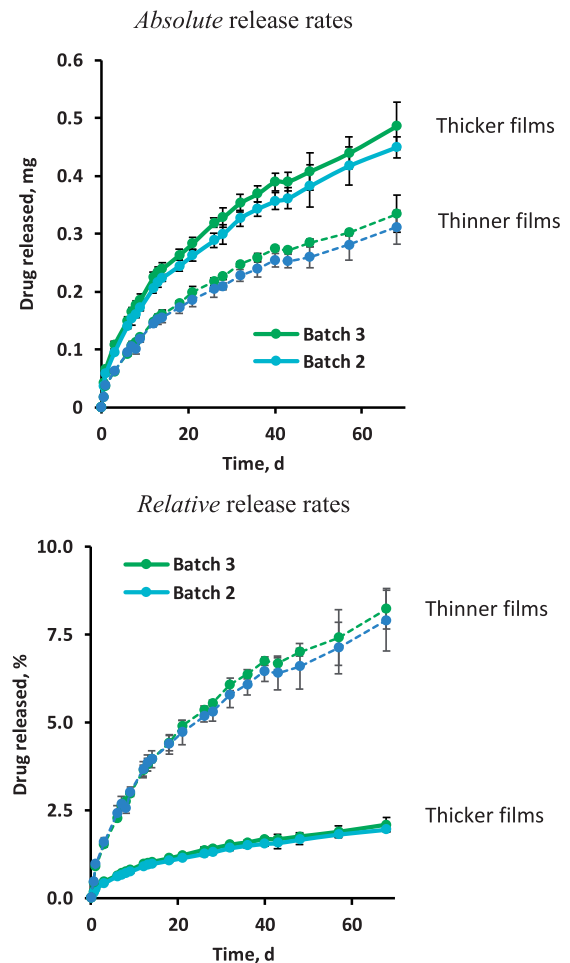 Absolute release rates
0.6
0.5
0.4
0.3
0.2
0.1
0
Drug released, mg
Thicker films
Thinner films
Batch 3
Batch 2
0 20 40 60
Time, d
Relative release rates
10.0
7.5
5.0
2.5
0.0
Drug released, %
Batch 3
Batch 2
Thinner films
Thicker films
0 20 40 60
Time, d